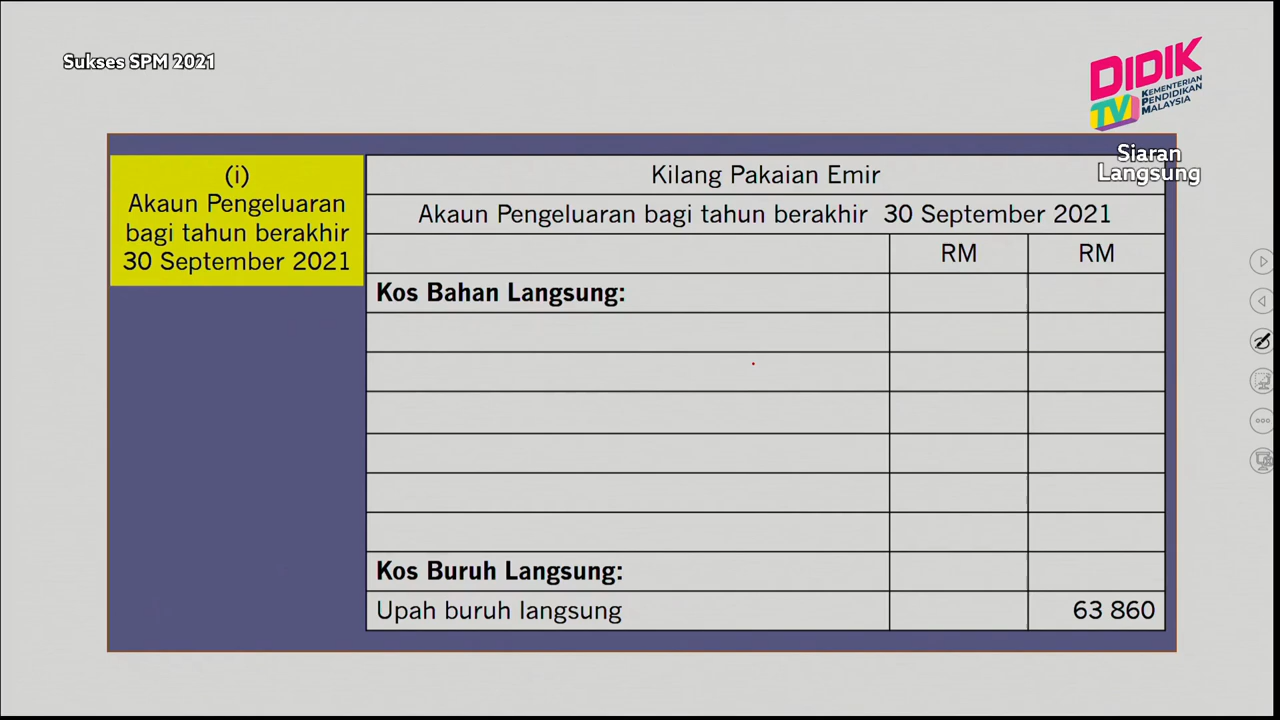 Sukses SPM 2021
DIDIK
TV
KEMENTERIAN
PENDIDIKAN
MALAYSIA
Siaran
Langsung
(i)
Akaun Pengeluaran
bagi tahun berakhir
30 September 2021
Kilang Pakaian Emir
Akaun Pengeluaran bagi tahun berakhir 30 September 2021
RM RM
Kos Bahan Langsung:
Kos Buruh Langsung:
Upah buruh langsung 63 860